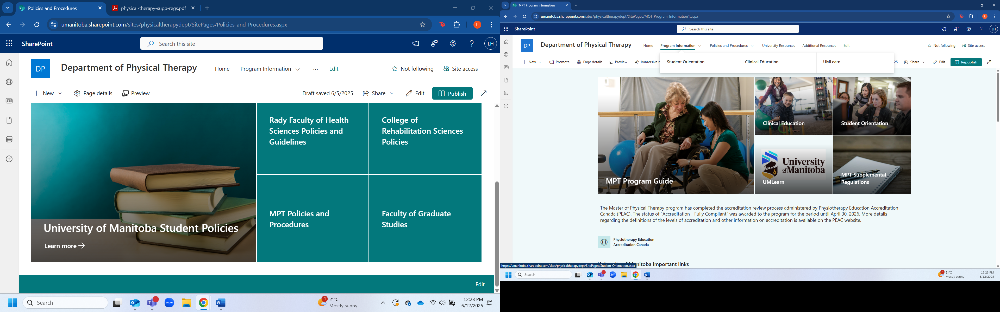 Policies and Procedures
physical-therapy-supp-regs.pdf
umanitoba.sharepoint.com/sites/physicaltherapydept/SitePages/Policies-and-Procedures.aspx
Tp
L
SharePoint
Search this site
LH
DP
Department of Physical Therapy
Home
Program Information
Edit
Not following
Site access
New
Page details
Preview
Draft saved 6/5/2025
Share
Edit
Publish
University of Manitoba Student Policies
Learn more
Rady Faculty of Health
Sciences Policies and
Guidelines
College of
Rehabilitation Sciences
Policies
MPT Policies and
Procedures
Faculty of Graduate
Studies
Edit
Search
zoom
1
21°C
Mostly sunny
12:23 PM
6/12/2025
MPT Program Information
umanitoba.sharepoint.com/sites/physicaltherapydept/SitePages/MOT-Program-Information1.aspx
Tp
L
SharePoint
Search this site
LH
DP
Department of Physical Therapy
Home
Program Information
Policies and Procedures
University Resources
Additional Resources
Edit
Not following
Site access
New
Promote
Page details
Preview
Immersive r
Student Orientation
Clinical Education
UMLearn
25
Share
Edit
Republish
MPT Program Guide
Clinical Education
Student Orientation
University
of Manitoba
UMLearn
MPT Supplemental
Regulations
The Master of Physical Therapy program has completed the accreditation review process administered by Physiotherapy Education Accreditation
Canada (PEAC). The status of “Accreditation - Fully Compliant” was awarded to the program for the period until April 30, 2026. More details
regarding the definitions of the levels of accreditation and other information on accreditation is available on the PEAC website.
Physiotherapy Education
Accreditation Canada
nitoba important links
https://umanitoba.sharepoint.com/sites/physicaltherapydept/SitePages/Student-Orientation.aspx
Search
zm
1
21°C
Mostly sunny
12:23 PM
6/12/2025